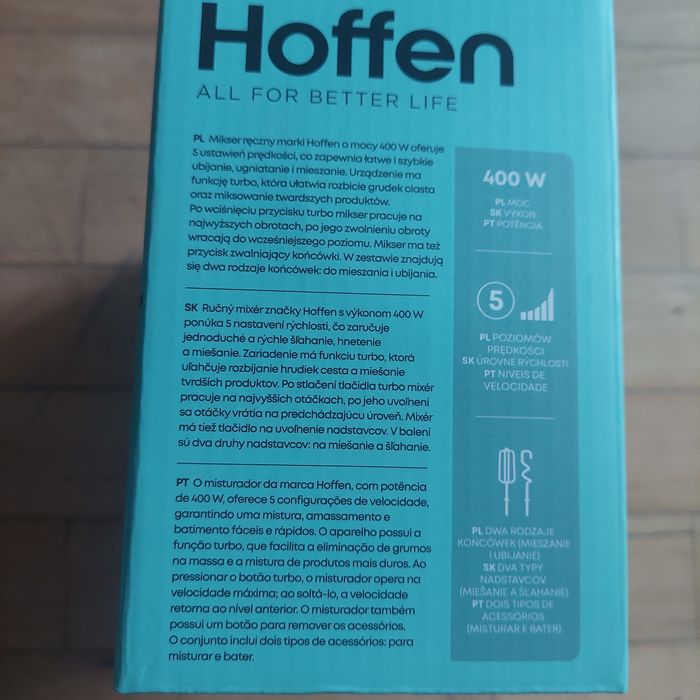 Hoffen
ALL FOR BETTER LIFE
PL Mikser ręczny marki Hoffen o mocy 400 W oferuje
5 ustawień prędkości, co zapewnia łatwe i szybkie
ubijanie, ugniatanie i mieszanie. Urządzenie ma
funkcję turbo, która ułatwia rozbicie grudek ciasta
oraz miksowanie twardszych produktów.
Po wciśnięciu przycisku turbo mikser pracuje na
najwyższych obrotach, po jego zwolnieniu obroty
wracają do wcześniejszego poziomu. Mikser ma też
przycisk zwalniający końcówki. W zestawie znajdują
się dwa rodzaje końcówek: do mieszania i ubijania.
SK Ručný mixér značky Hoffen s výkonom 400 W
ponúka 5 nastavení rýchlosti, čo zaručuje
jednoduché a rýchle šľahanie, hnetenie
a miešanie. Zariadenie má funkciu turbo, ktorá
uľahčuje rozbíjanie hrudiek cesta a miešanie
tvrdších produktov. Po stlačení tlačidla turbo mixér
pracuje na najvyšších otáčkach, po jeho uvoľnení
sa otáčky vrátia na predchádzajúcu úroveň. Mixér
má tiež tlačidlo na uvoľnenie nadstavcov. V balení
sú dva druhy nadstavcov: na miešanie a šľahanie.
PT O misturador da marca Hoffen, com potência
de 400 W, oferece 5 configurações de velocidade,
garantindo uma mistura, amassamento e
batimento fáceis e rápidos. O aparelho possui a
função turbo, que facilita a eliminação de grumos
na massa e a mistura de produtos mais duros. Ao
pressionar o botão turbo, o misturador opera na
velocidade máxima; ao soltá-lo, a velocidade
retorna ao nível anterior. O misturador também
possui um botão para remover os acessórios.
O conjunto inclui dois tipos de acessórios: para
misturar e bater.
400 W
PL MOC
SK VÝKON
PT POTÊNCIA
5
PL POZIOMÓW
PRĘDKOŚCI
SK ÚROVNE RÝCHLOSTI
PT NÍVEIS DE
VELOCIDADE
PL DWA RODZAJE
KOŃCÓWEK (MIESZANIE
I UBIJANIE)
SK DVA TYPY
NADSTAVCOV
(MIEŠANIE A ŠĽAHANIE)
PT DOIS TIPOS DE
ACESSÓRIOS
(MISTURAR E BATER)